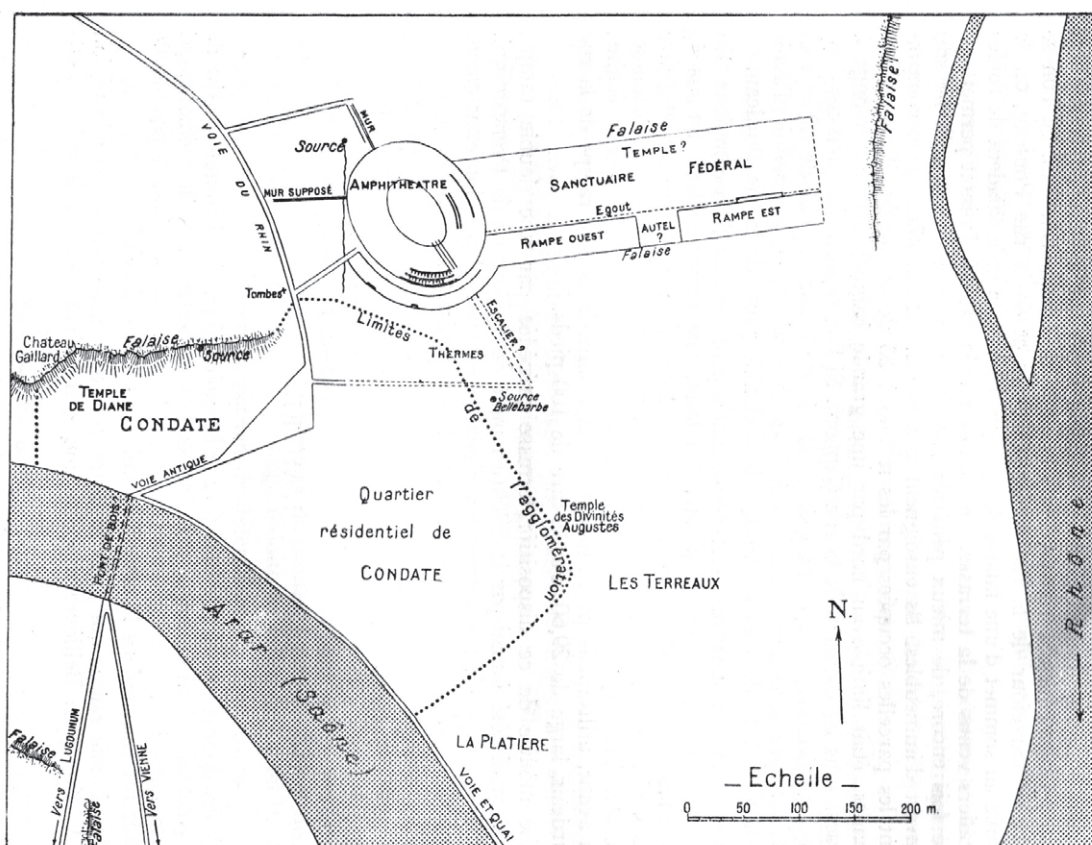 Falaise
VOIE DU RHIN
MUR
Source
MUR SUPPOSÉ
AMPHITHEATRE
Falaise
TEMPLE ?
SANCTUAIRE FÉDÉRAL
Egout
RAMPE OUEST
AUTEL
?
RAMPE EST
Falaise
Tombes
Limites de l'agglomération
ESCALIER ?
THERMES
Source
Bellebarbe
Chateau
Gaillard
Falaise
Source
TEMPLE
DE DIANE
CONDATE
VOIE ANTIQUE
PONT DE BOIS ?
Quartier
résidentiel de
CONDATE
Temple
des Divinités
Augustes
LES TERREAUX
Arar (Saône)
N.
Rhone
LA PLATIERE
VOIE ET QUAI
Falaise
Vers LUGDUNUM
Falaise
Vers VIENNE
_ Echelle _
0 50 100 150 200 m.